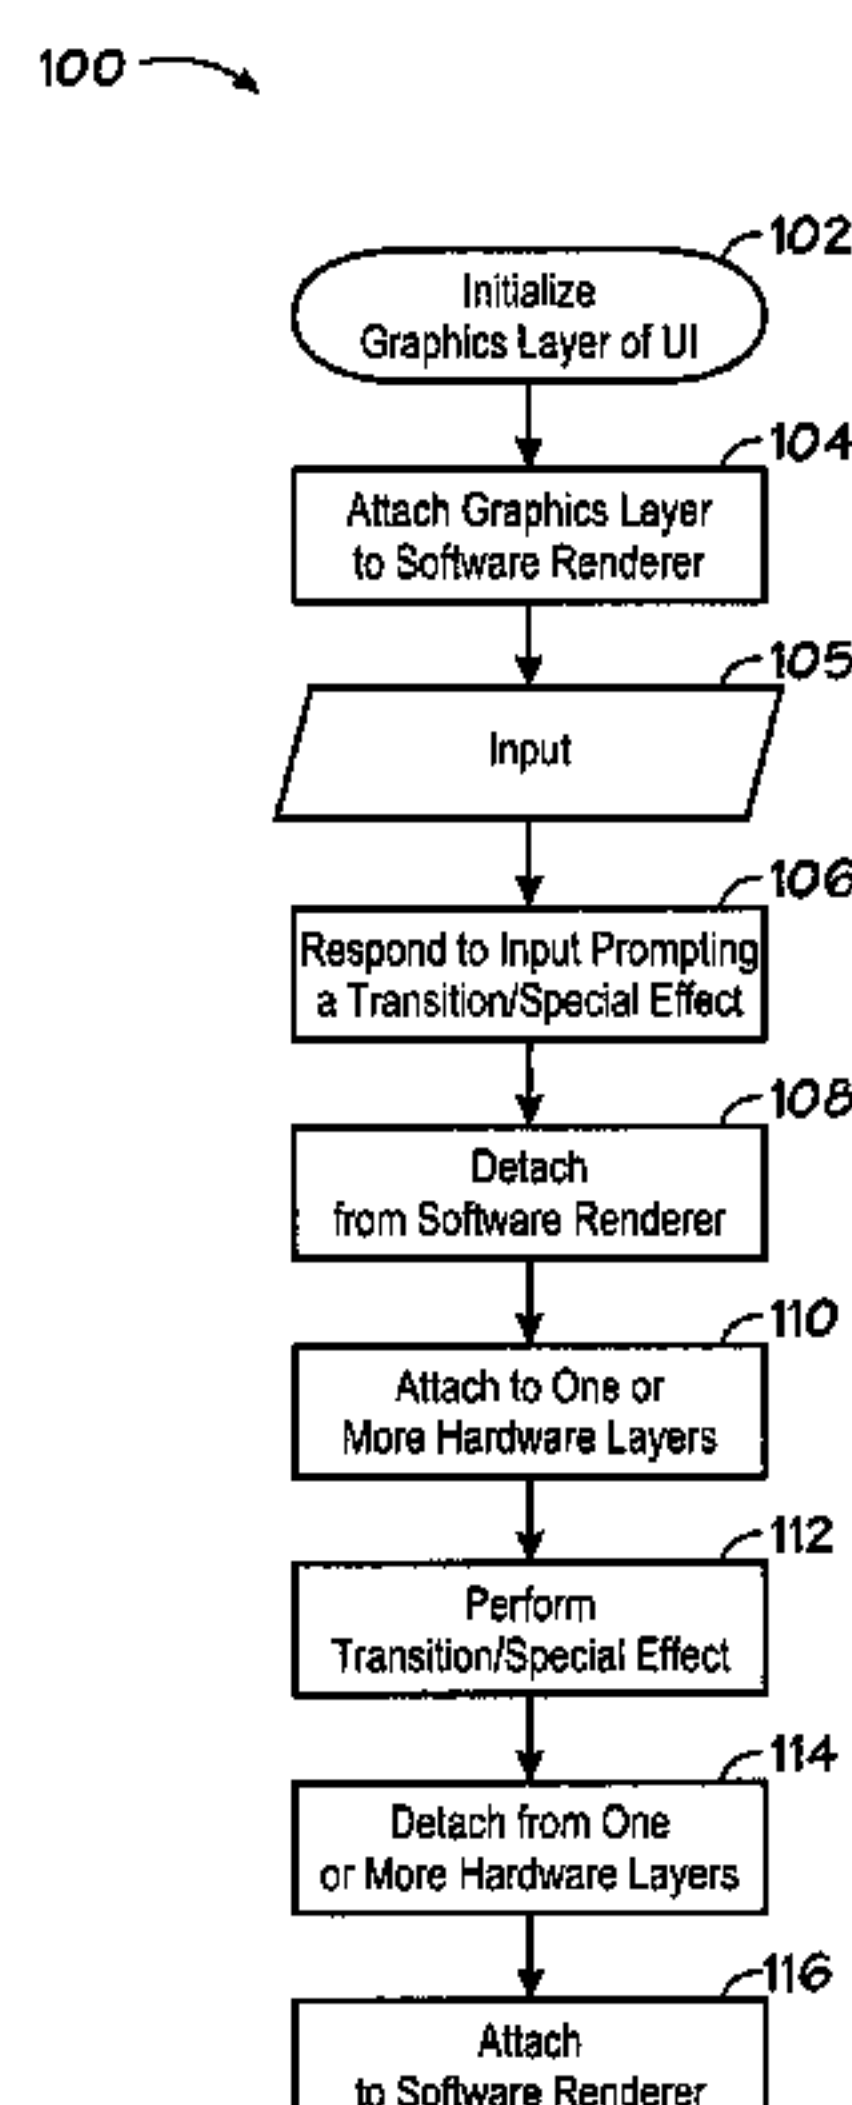 100
102
Initialize
Graphics Layer of UI
104
Attach Graphics Layer
to Software Renderer
105
Input
106
Respond to Input Prompting
a Transition/Special Effect
108
Detach
from Software Renderer
110
Attach to One or
More Hardware Layers
112
Perform
Transition/Special Effect
114
Detach from One
or More Hardware Layers
116
Attach
to Software Renderer